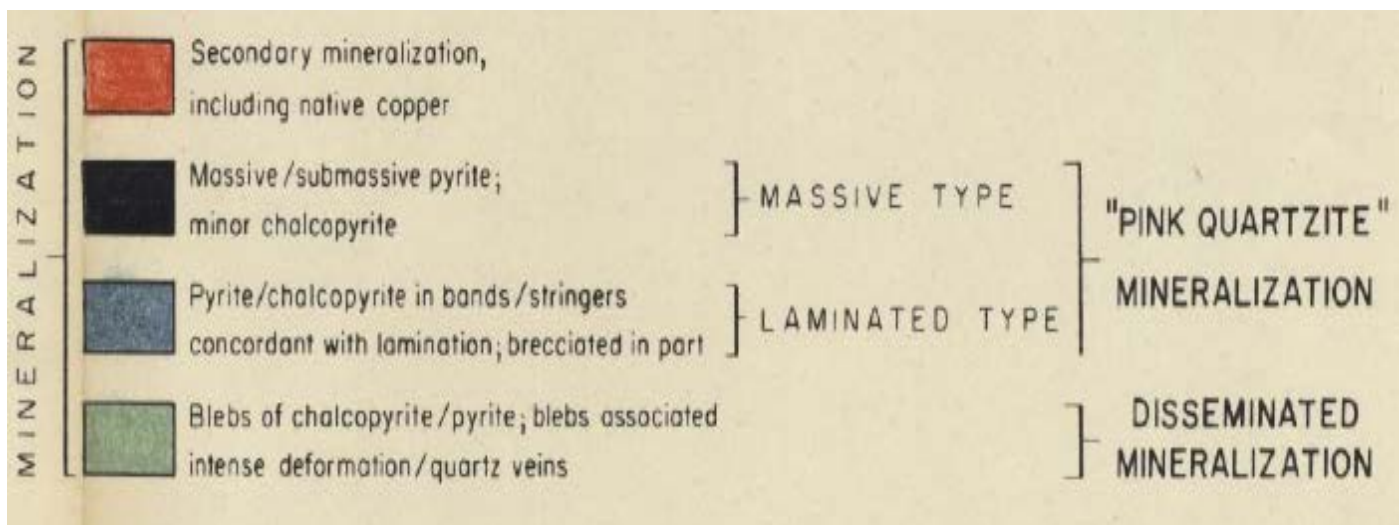 MINERALIZATION
Secondary mineralization,
including native copper
Massive/submassive pyrite;
minor chalcopyrite
MASSIVE TYPE
Pyrite/chalcopyrite in bands/stringers
concordant with lamination; brecciated in part
LAMINATED TYPE
"PINK QUARTZITE"
MINERALIZATION
Blebs of chalcopyrite/pyrite; blebs associated
intense deformation/quartz veins
DISSEMINATED
MINERALIZATION